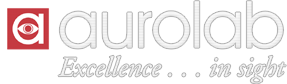 aurolab
Excellence . . . in sight